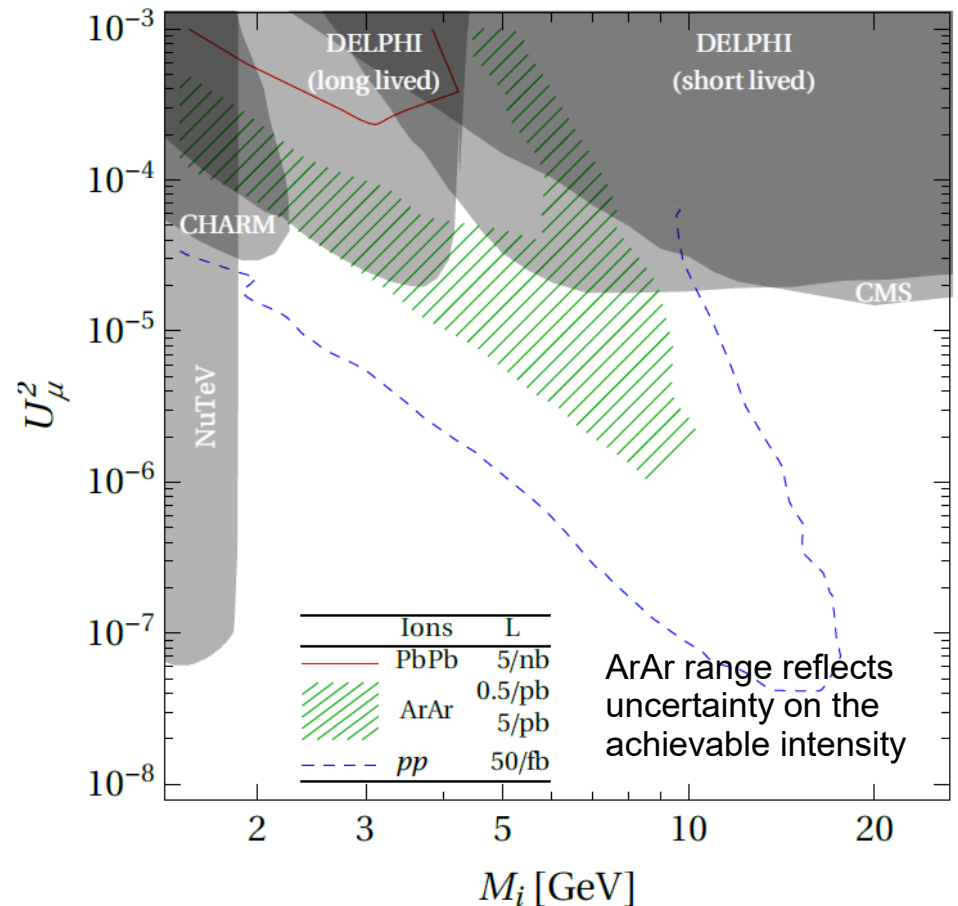 10⁻³
10⁻⁴
10⁻⁵
10⁻⁶
10⁻⁷
10⁻⁸
U²μ
DELPHI
(long lived)
DELPHI
(short lived)
CHARM
CMS
NuTeV
Ions L
PbPb 5/nb
ArAr 0.5/pb
5/pb
pp 50/fb
ArAr range reflects
uncertainty on the
achievable intensity
2 3 5 10 20
Mᵢ [GeV]